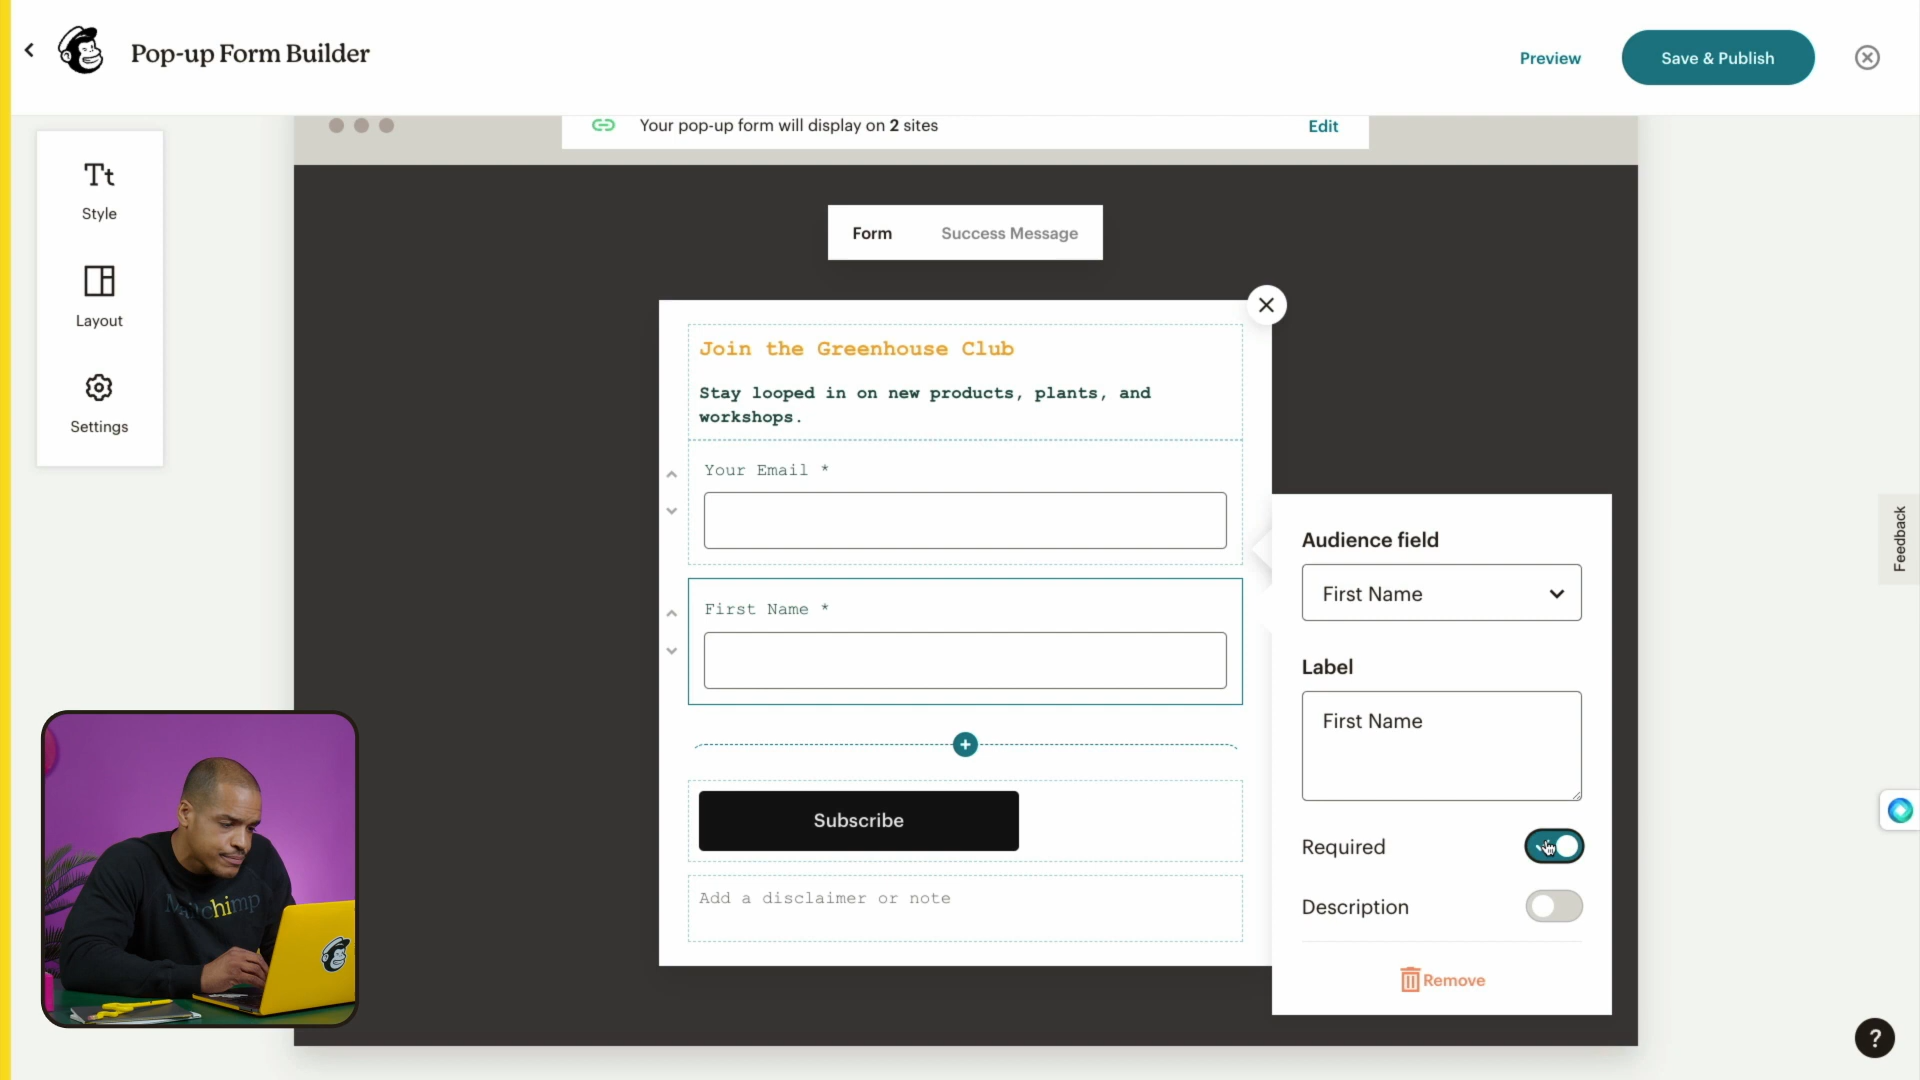 Pop-up Form Builder
Preview
Save & Publish
Your pop-up form will display on 2 sites
Edit
Tt
Style
Layout
Settings
Form
Success Message
Join the Greenhouse Club
Stay looped in on new products, plants, and
workshops.
Your Email *
First Name *
Subscribe
Add a disclaimer or note
Audience field
First Name
Label
First Name
Required
Description
Remove
Feedback
?
Mailchimp